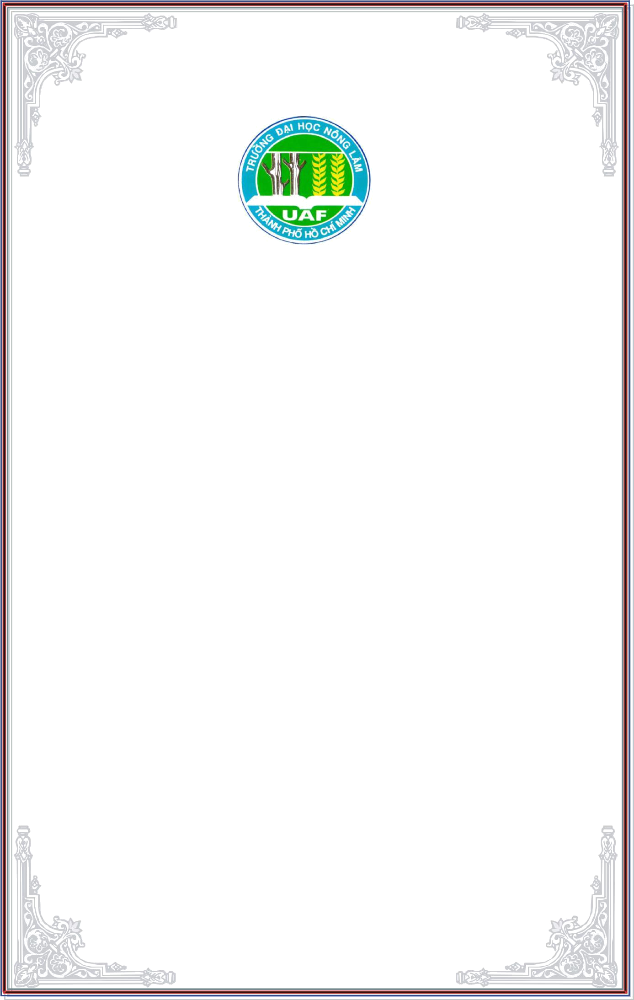 TRƯỜNG ĐẠI HỌC NÔNG LÂM
UAF
THÀNH PHỐ HỒ CHÍ MINH